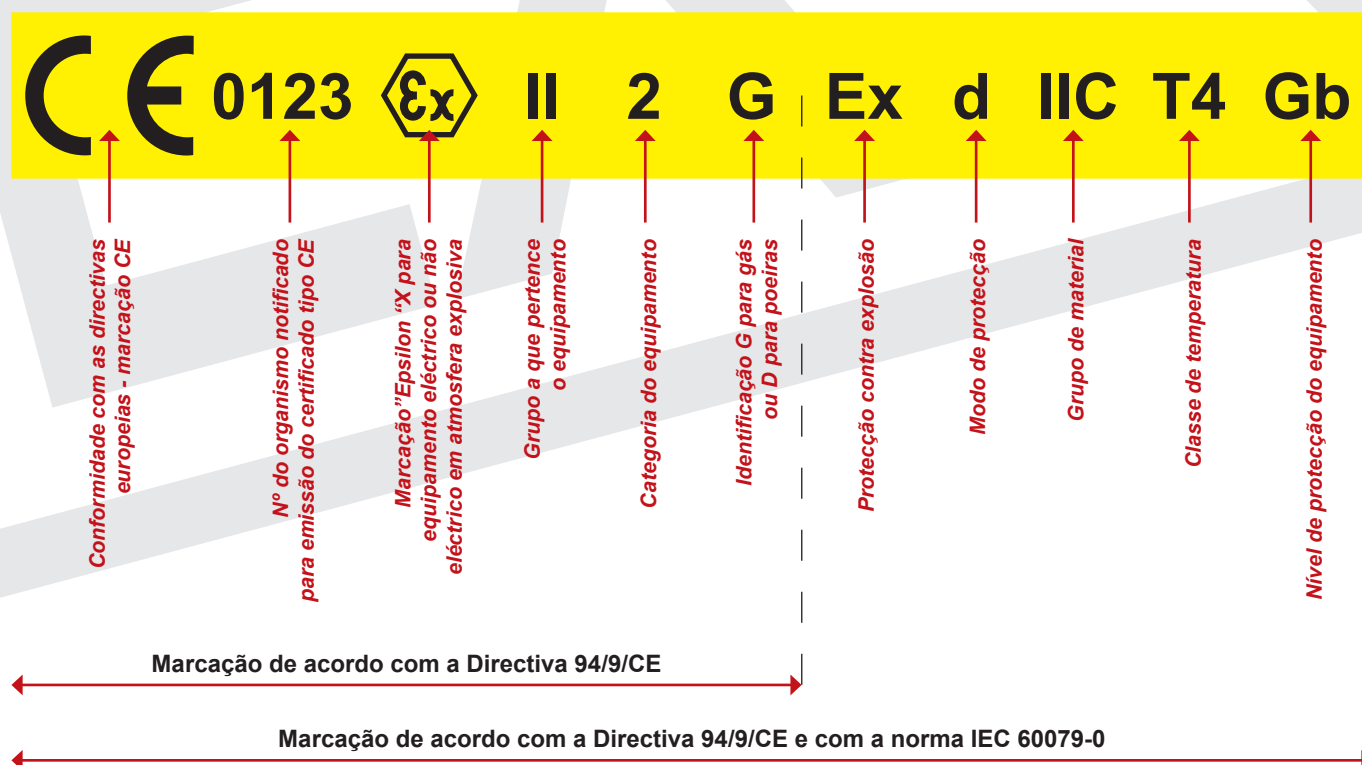 CE 0123 Ex II 2 G Ex d IIC T4 Gb
Conformidade com as directivas
europeias - marcação CE
Nº do organismo notificado
para emissão do certificado tipo CE
Marcação"Epsilon “X para
equipamento eléctrico ou não
eléctrico em atmosfera explosiva
Grupo a que pertence
o equipamento
Categoria do equipamento
Identificação G para gás
ou D para poeiras
Protecção contra explosão
Modo de protecção
Grupo de material
Classe de temperatura
Nível de protecção do equipamento
Marcação de acordo com a Directiva 94/9/CE
Marcação de acordo com a Directiva 94/9/CE e com a norma IEC 60079-0